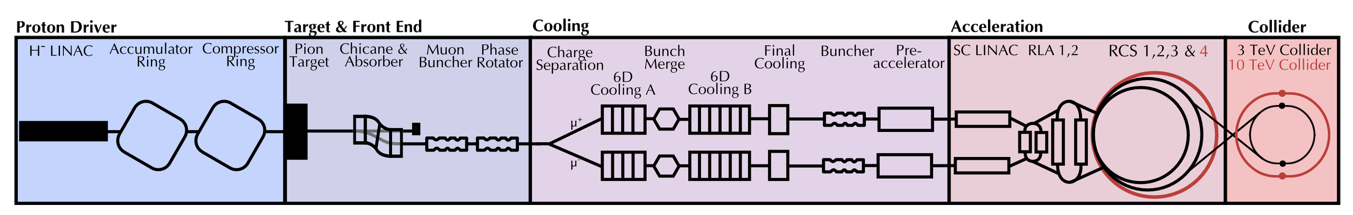 Proton Driver
H⁻ LINAC
Accumulator
Ring
Compressor
Ring
Target & Front End
Pion
Target
Chicane &
Absorber
Muon
Buncher
Phase
Rotator
Cooling
Charge
Separation
6D
Cooling A
Bunch
Merge
6D
Cooling B
Final
Cooling
Buncher
Pre-
accelerator
μ⁺
μ⁻
Acceleration
SC LINAC
RLA 1,2
RCS 1,2,3 & 4
Collider
3 TeV Collider
10 TeV Collider